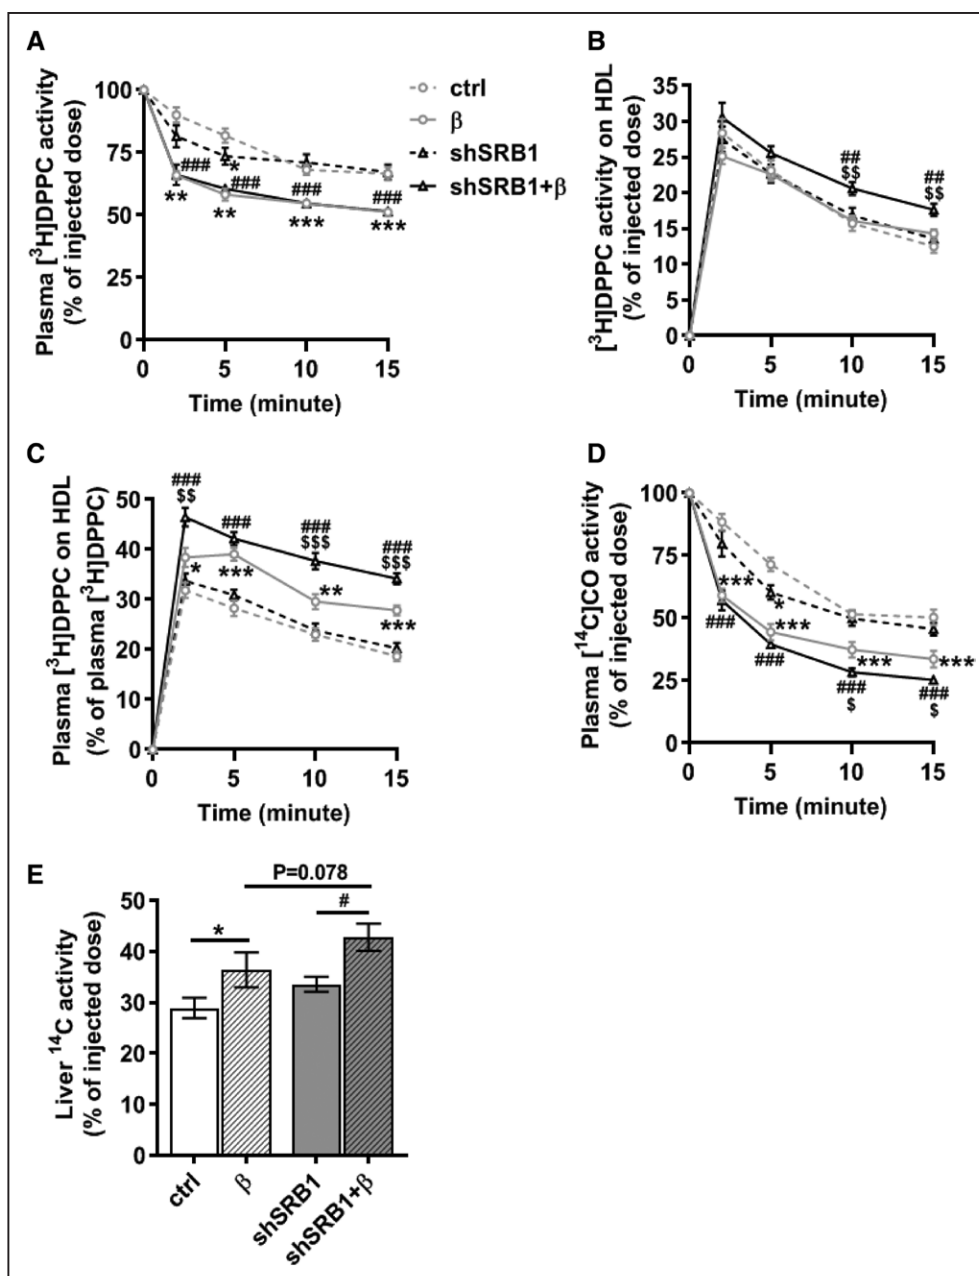 A
Plasma [³H]DPPC activity
(% of injected dose)
100
75
50
25
0
###
*
###
###
###
**
**
***
***
0 5 10 15
Time (minute)
ctrl
β
shSRB1
shSRB1+β
B
[³H]DPPC activity on HDL
(% of injected dose)
35
30
25
20
15
10
5
0
##
$$
##
$$
0 5 10 15
Time (minute)
C
Plasma [³H]DPPC on HDL
(% of plasma [³H]DPPC)
50
40
30
20
10
0
###
$$
###
###
$$$
###
$$$
*
***
**
***
0 5 10 15
Time (minute)
D
Plasma [¹⁴C]CO activity
(% of injected dose)
100
75
50
25
0
***
*
***
***
***
###
###
###
$
###
$
0 5 10 15
Time (minute)
E
Liver ¹⁴C activity
(% of injected dose)
50
40
30
20
10
0
P=0.078
*
#
ctrl
β
shSRB1
shSRB1+β